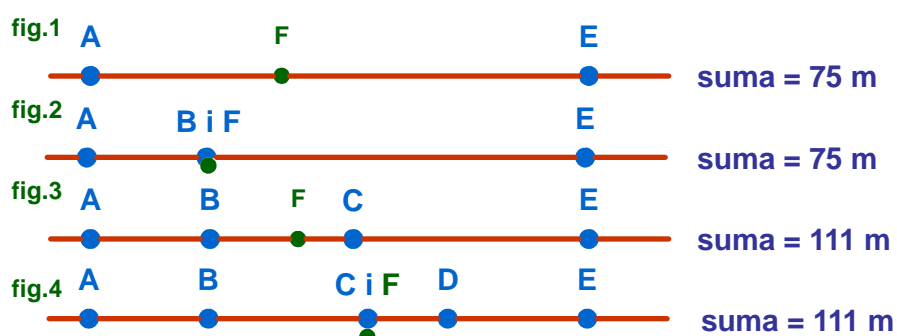 fig.1 A F E
suma = 75 m
fig.2 A B i F E
suma = 75 m
fig.3 A B F C E
suma = 111 m
fig.4 A B C i F D E
suma = 111 m